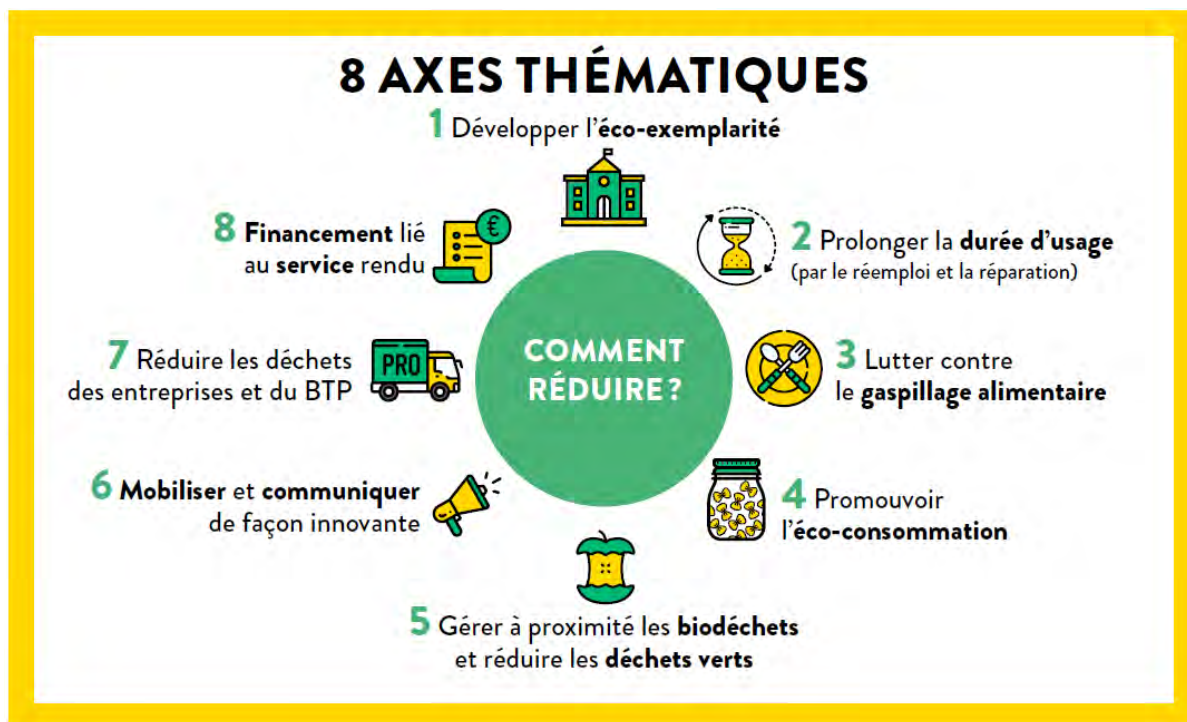 8 AXES THÉMATIQUES
1 Développer l'éco-exemplarité
2 Prolonger la durée d'usage
(par le réemploi et la réparation)
3 Lutter contre
le gaspillage alimentaire
4 Promouvoir
l'éco-consommation
5 Gérer à proximité les biodéchets
et réduire les déchets verts
6 Mobiliser et communiquer
de façon innovante
7 Réduire les déchets
des entreprises et du BTP
PRO
8 Financement lié
au service rendu
€
COMMENT
RÉDUIRE ?